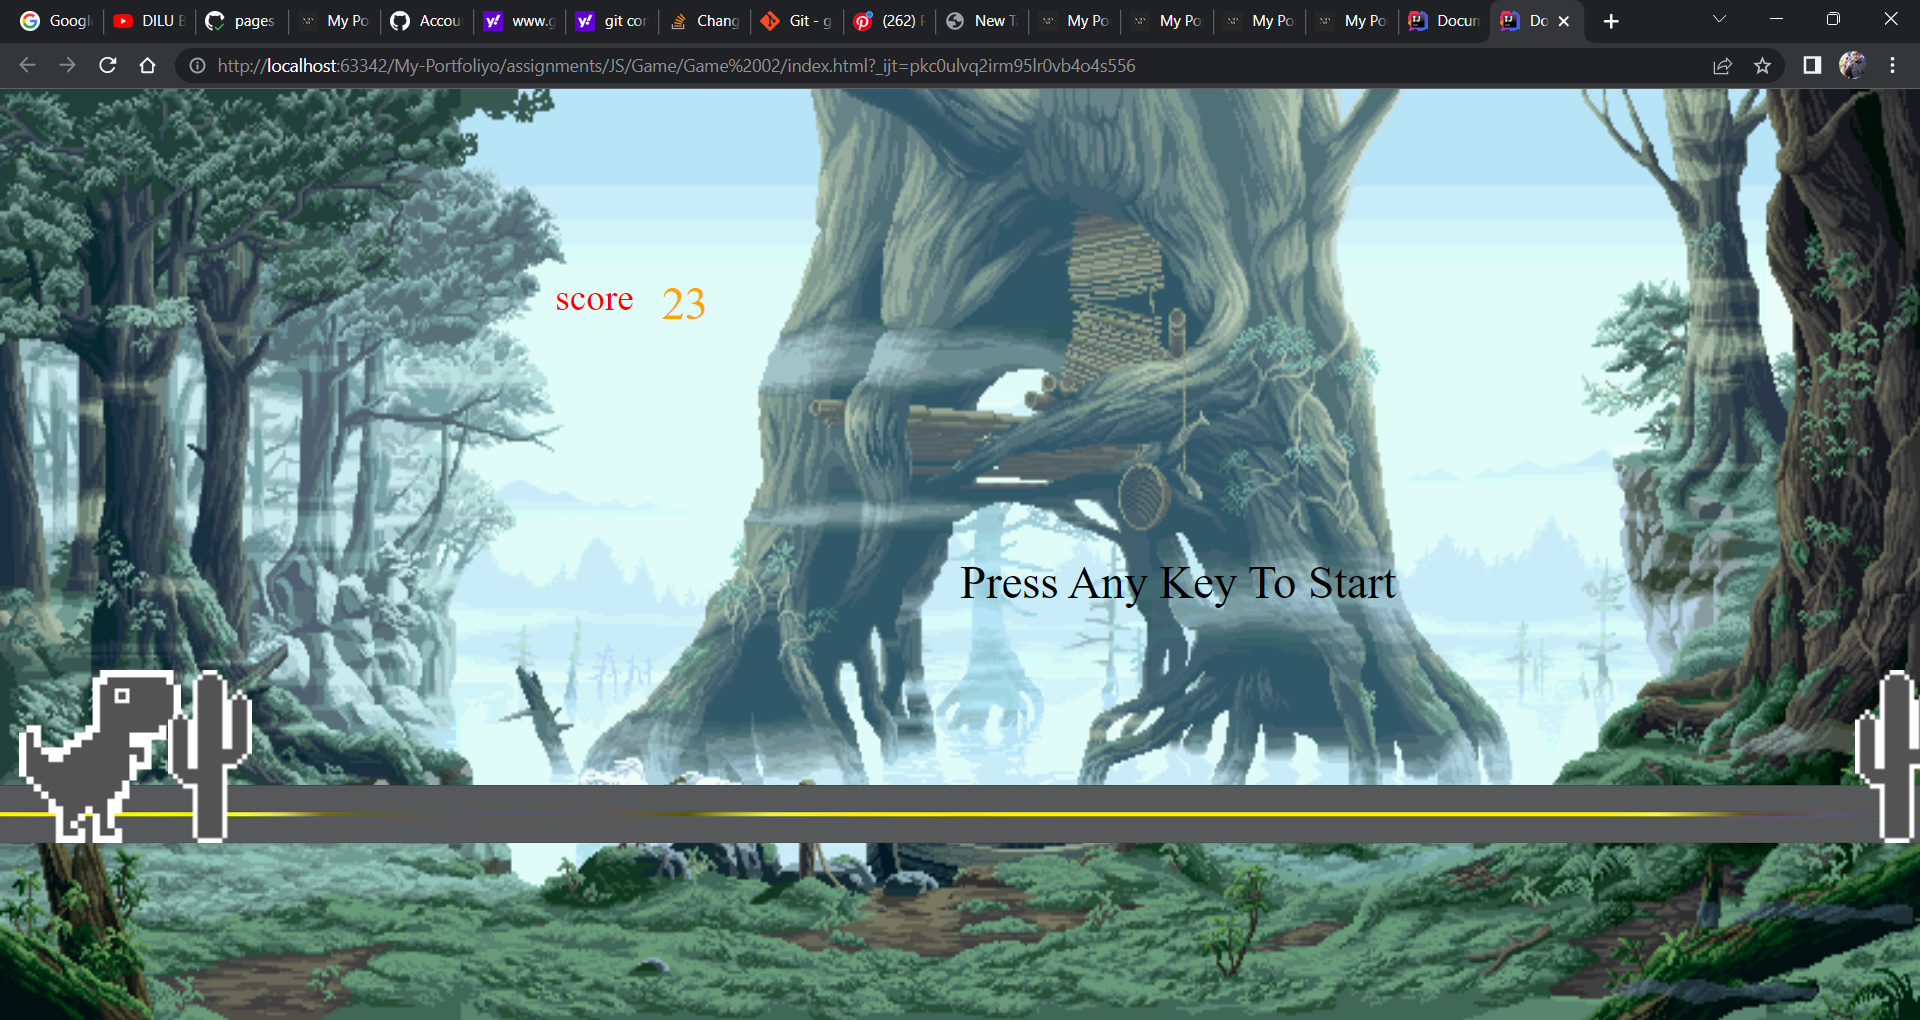 Googl
DILU
pages
My Po
Accou
www.g
git cor
Chang
Git - g
(262)
New T
My Po
My Po
My Po
My Po
Docun
Do
http://localhost:63342/My-Portfoliyo/assignments/JS/Game/Game%2002/index.html?_ijt=pkc0ulvq2irm95lr0vb4o4s556
score 23
Press Any Key To Start